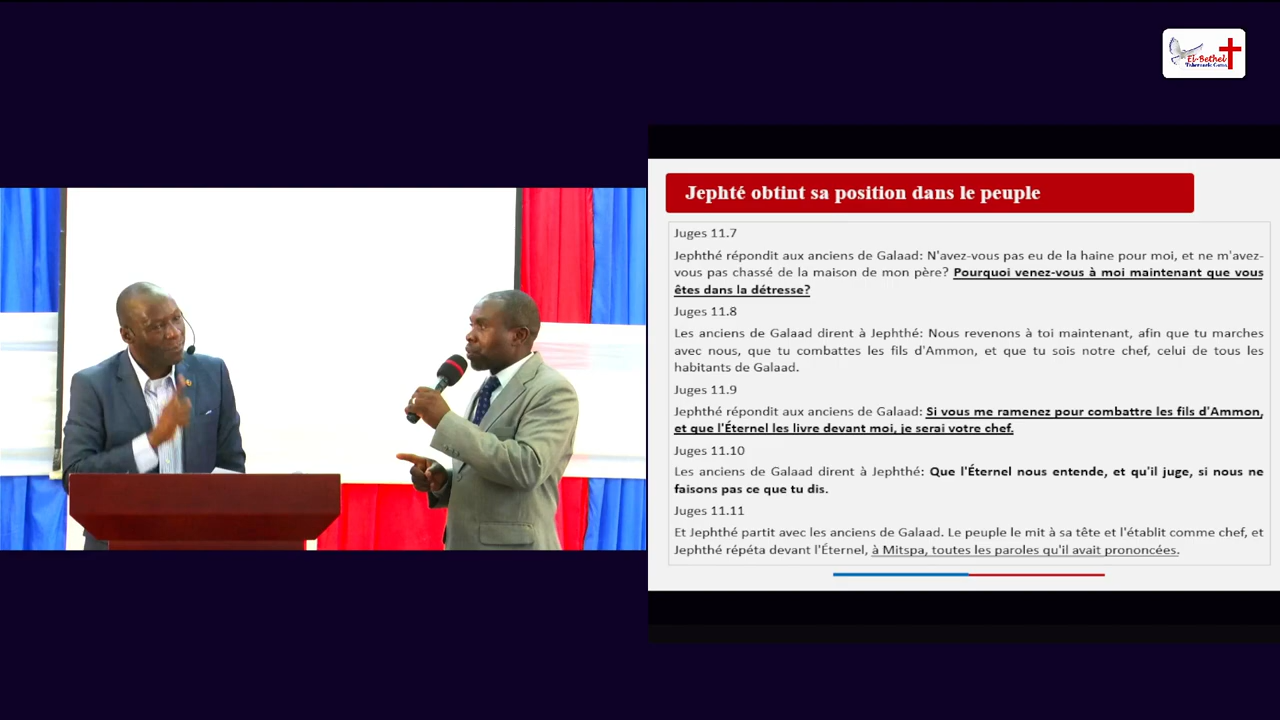 El-Bethel
Tabernacle Goma
Jephté obtint sa position dans le peuple
Juges 11.7
Jephthé répondit aux anciens de Galaad: N'avez-vous pas eu de la haine pour moi, et ne m'avez-
vous pas chassé de la maison de mon père? Pourquoi venez-vous à moi maintenant que vous
êtes dans la détresse?
Juges 11.8
Les anciens de Galaad dirent à Jephthé: Nous revenons à toi maintenant, afin que tu marches
avec nous, que tu combattes les fils d'Ammon, et que tu sois notre chef, celui de tous les
habitants de Galaad.
Juges 11.9
Jephthé répondit aux anciens de Galaad: Si vous me ramenez pour combattre les fils d'Ammon,
et que l'Éternel les livre devant moi, je serai votre chef.
Juges 11.10
Les anciens de Galaad dirent à Jephthé: Que l'Éternel nous entende, et qu'il juge, si nous ne
faisons pas ce que tu dis.
Juges 11.11
Et Jephthé partit avec les anciens de Galaad. Le peuple le mit à sa tête et l'établit comme chef, et
Jephthé répéta devant l'Éternel, à Mitspa, toutes les paroles qu'il avait prononcées.